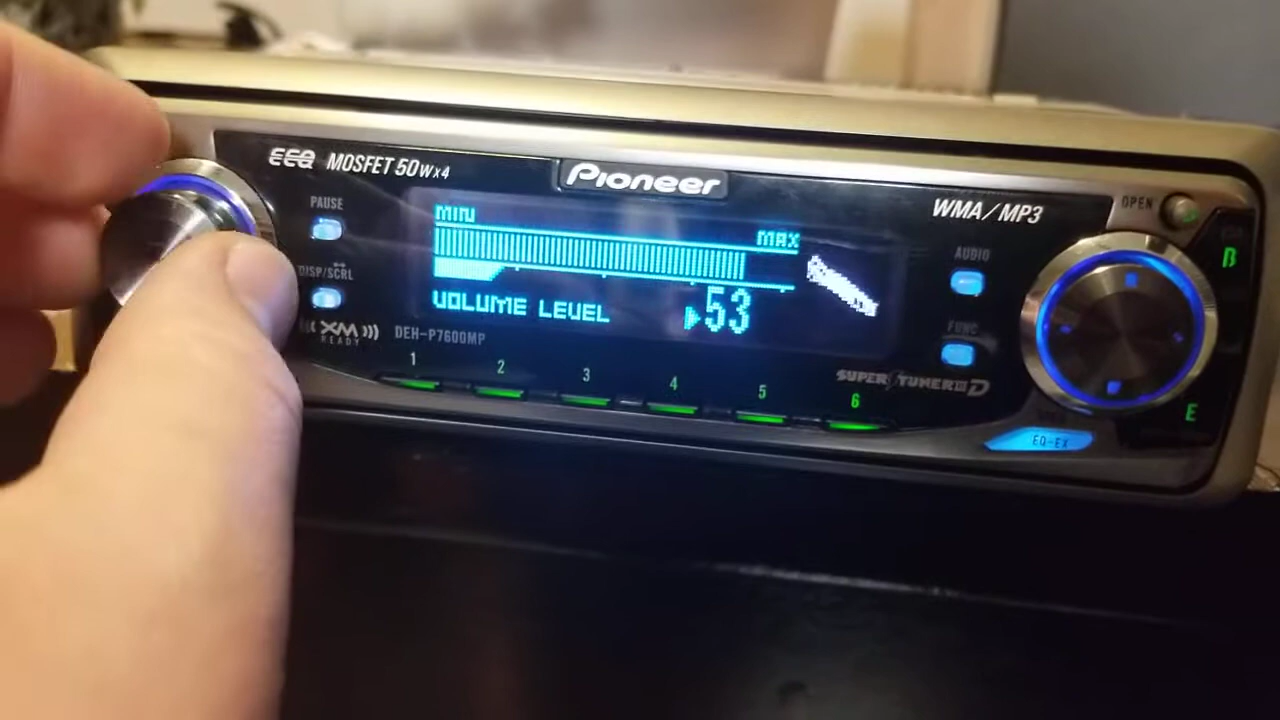 EEQ MOSFET 50Wx4
Pioneer
WMA/MP3
OPEN
PAUSE
DISP/SCRL
MIN
MAX
VOLUME LEVEL 53
AUDIO
FUNC
XM
READY
DEH-P7600MP
SUPER TUNER III D
1 2 3 4 5 6
B
E
EQ-EX